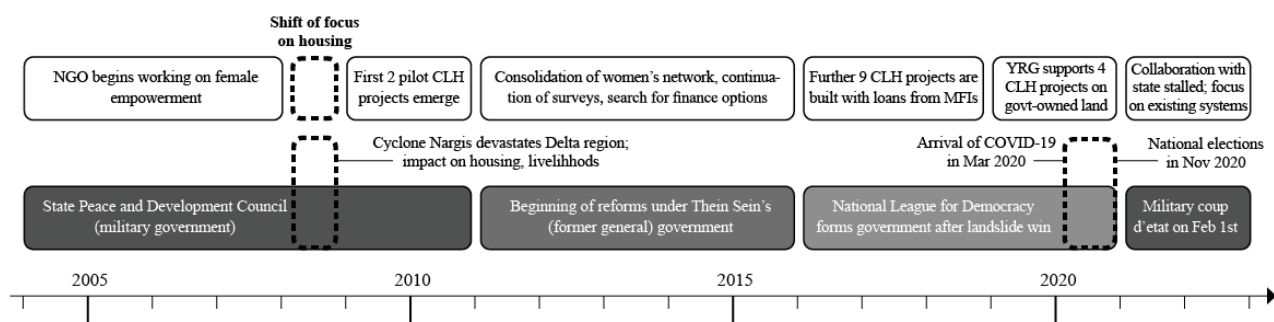 Shift of focus
on housing
NGO begins working on female
empowerment
First 2 pilot CLH
projects emerge
Consolidation of women's network, continua-
tion of surveys, search for finance options
Further 9 CLH projects are
built with loans from MFIs
YRG supports 4
CLH projects on
govt-owned land
Collaboration with
state stalled; focus
on existing systems
Cyclone Nargis devastates Delta region;
impact on housing, livelihhods
Arrival of COVID-19
in Mar 2020
National elections
in Nov 2020
State Peace and Development Council
(military government)
Beginning of reforms under Thein Sein's
(former general) government
National League for Democracy
forms government after landslide win
Military coup
d'etat on Feb 1st
2005
2010
2015
2020